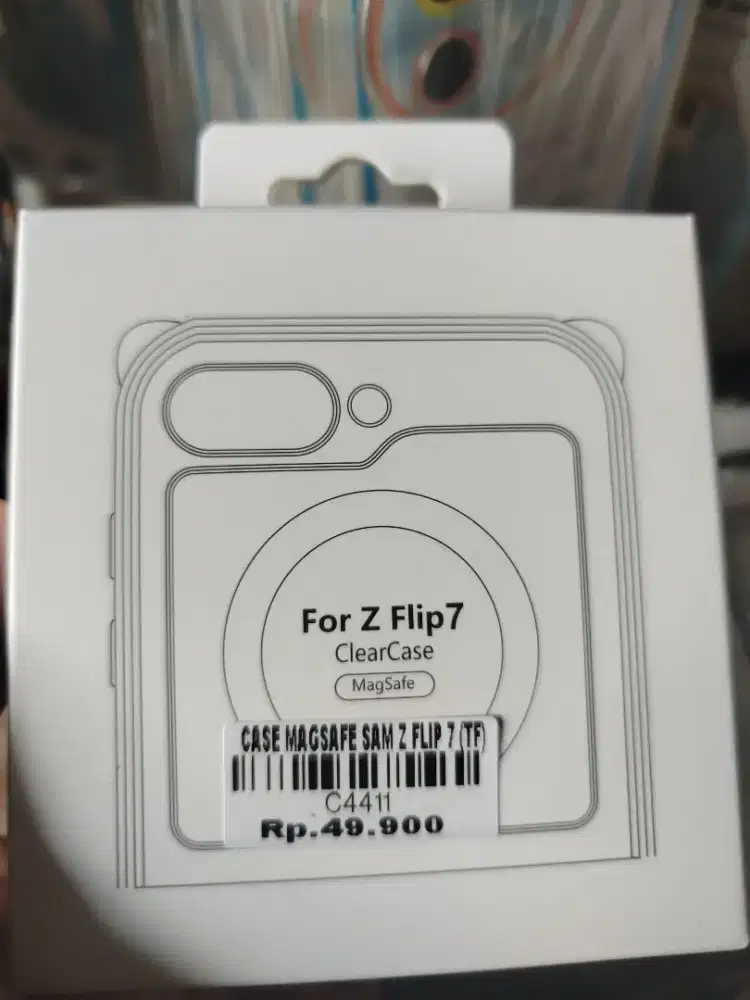 For Z Flip7
ClearCase
MagSafe
CASE MAGSAFE SAM Z FLIP 7 (TF)
C4411
Rp.49.900